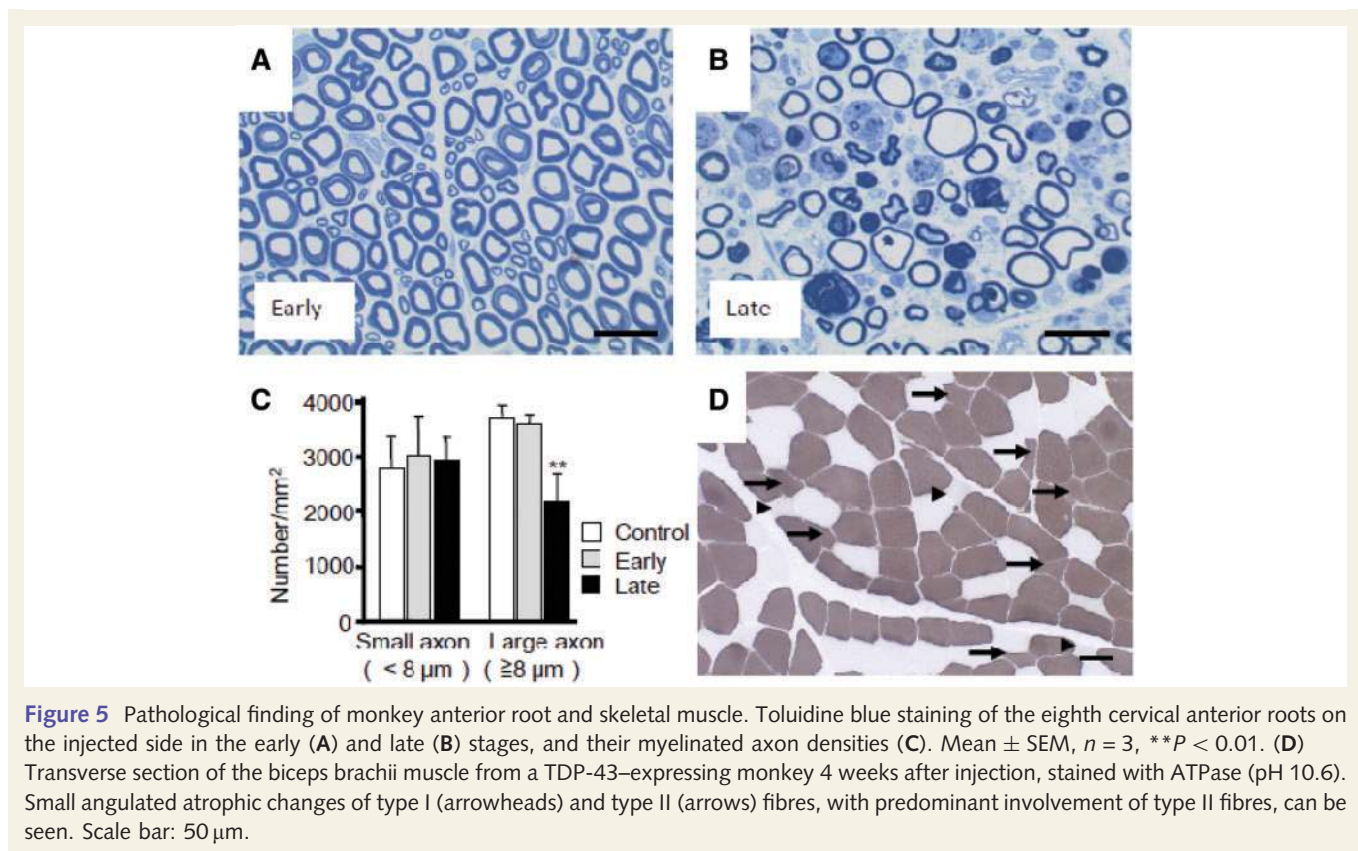 A
B
Early
Late
C
D
4000
3000
2000
1000
0
Number/mm²
**
Control
Early
Late
Small axon Large axon
( < 8 μm ) ( ≧8 μm )
Figure 5 Pathological finding of monkey anterior root and skeletal muscle. Toluidine blue staining of the eighth cervical anterior roots on
the injected side in the early (A) and late (B) stages, and their myelinated axon densities (C). Mean ± SEM, n = 3, **P < 0.01. (D)
Transverse section of the biceps brachii muscle from a TDP-43–expressing monkey 4 weeks after injection, stained with ATPase (pH 10.6).
Small angulated atrophic changes of type I (arrowheads) and type II (arrows) fibres, with predominant involvement of type II fibres, can be
seen. Scale bar: 50 μm.